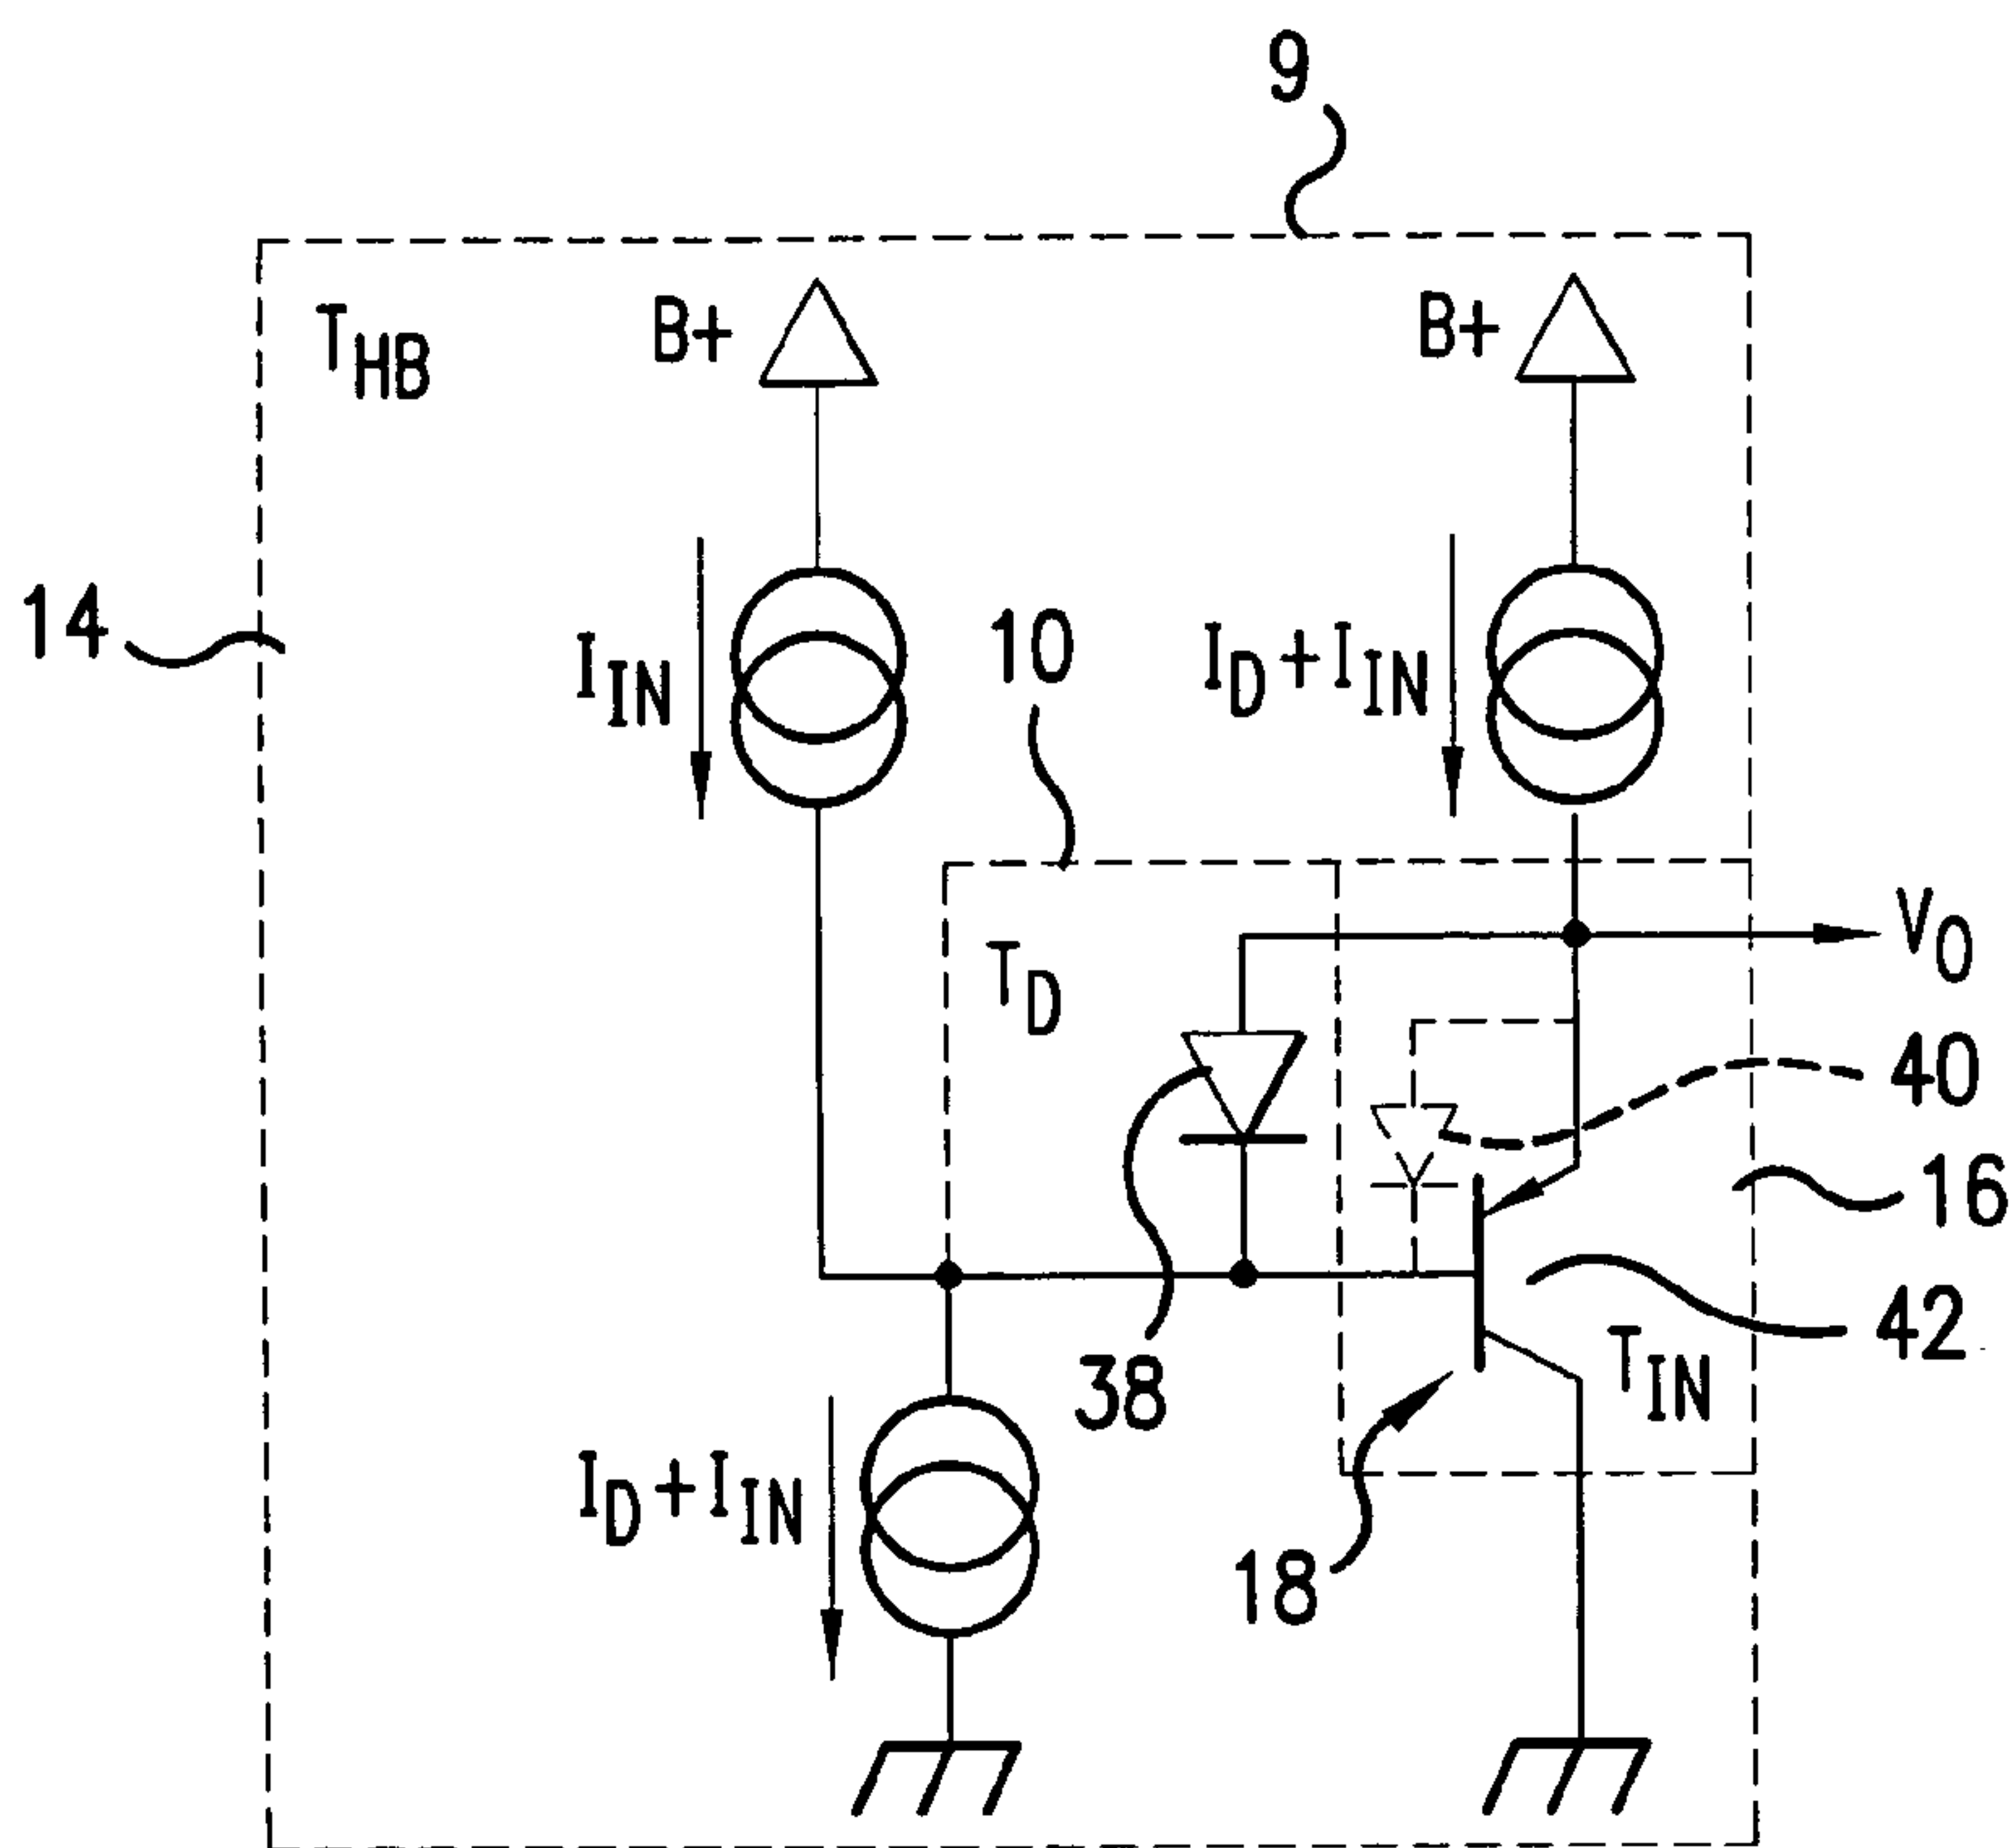 9
T_HB
B+
B+
14
I_IN
10
I_D+I_IN
T_D
V_O
40
16
42
38
T_IN
I_D+I_IN
18